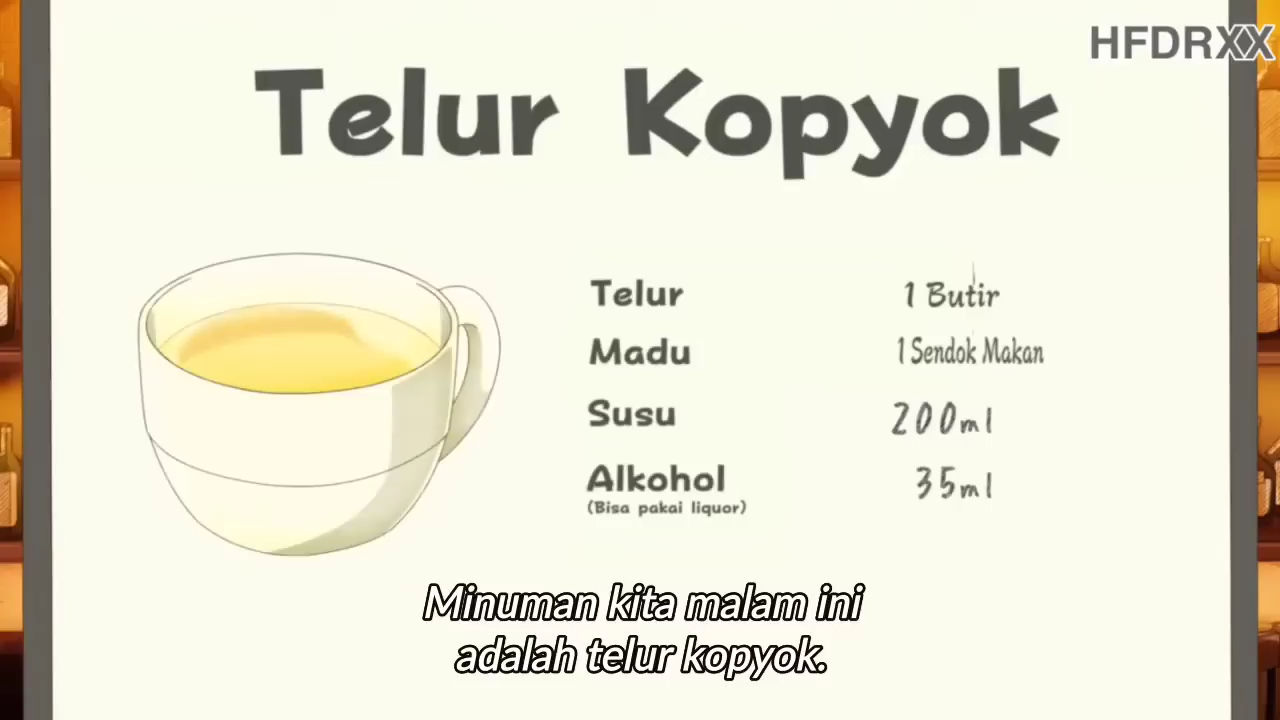 HFDRXX
Telur Kopyok
Telur 1 Butir
Madu 1 Sendok Makan
Susu 200ml
Alkohol 35ml
(Bisa pakai liquor)
Minuman kita malam ini
adalah telur kopyok.